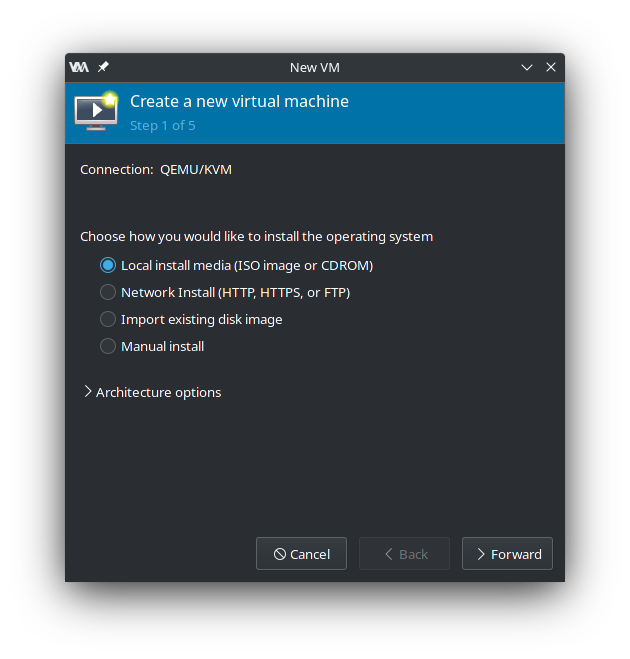 New VM
Create a new virtual machine
Step 1 of 5
Connection: QEMU/KVM
Choose how you would like to install the operating system
Local install media (ISO image or CDROM)
Network Install (HTTP, HTTPS, or FTP)
Import existing disk image
Manual install
Architecture options
Cancel Back Forward